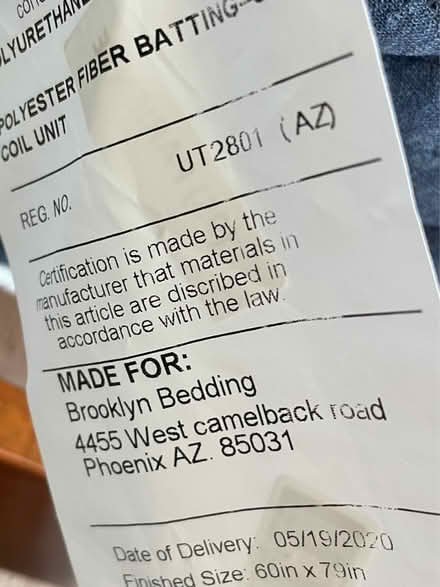 POLYESTER FIBER BATTING
COIL UNIT
REG. NO.
UT2801 (AZ)
Certification is made by the
manufacturer that materials in
this article are discribed in
accordance with the law.
MADE FOR:
Brooklyn Bedding
4455 West camelback road
Phoenix AZ. 85031
Date of Delivery: 05/19/2020
Finished Size: 60in x 79in